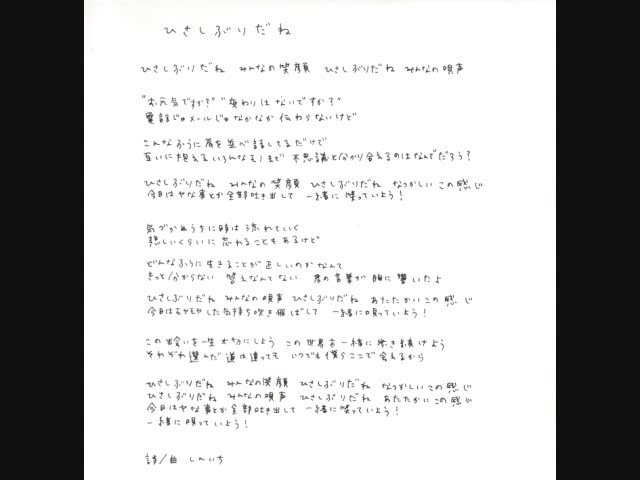 ひさしぶりだね
ひさしぶりだね みんなの笑顔 ひさしぶりだね みんなの唄声
"お元気ですか?" "変わりはないですか?"
電話じゃメールじゃなかなか伝わらないけど
こんなふうに肩を並べ話してるだけで
互いに抱えるいろんなモノまで 不思議と分かり合えるのはなんでだろう?
ひさしぶりだね みんなの笑顔 ひさしぶりだね なつかしいこの感じ
今日はヤな事とか全部吐き出して 一緒に笑っていよう!
気づかぬうちに時は流れていく
悲しいくらいに忘れることもあるけど
どんなふうに生きることが正しいのかなんて
きっと分からない 答えなんてない 君の言葉が胸に響いたよ
ひさしぶりだね みんなの唄声 ひさしぶりだね あたたかいこの感じ
今日はモヤモヤした気持ち吹き飛ばして 一緒に唄っていよう!
この出会いを一生大切にしよう この世界を一緒に歩き続けよう
それぞれ選んだ道は違っても いつでも僕らここで会えるから
ひさしぶりだね みんなの笑顔 ひさしぶりだね なつかしいこの感じ
ひさしぶりだね みんなの唄声 ひさしぶりだね あたたかいこの感じ
今日はヤな事とか全部吐き出して 一緒に笑っていよう!
一緒に唄っていよう!
詩/曲 しんいち